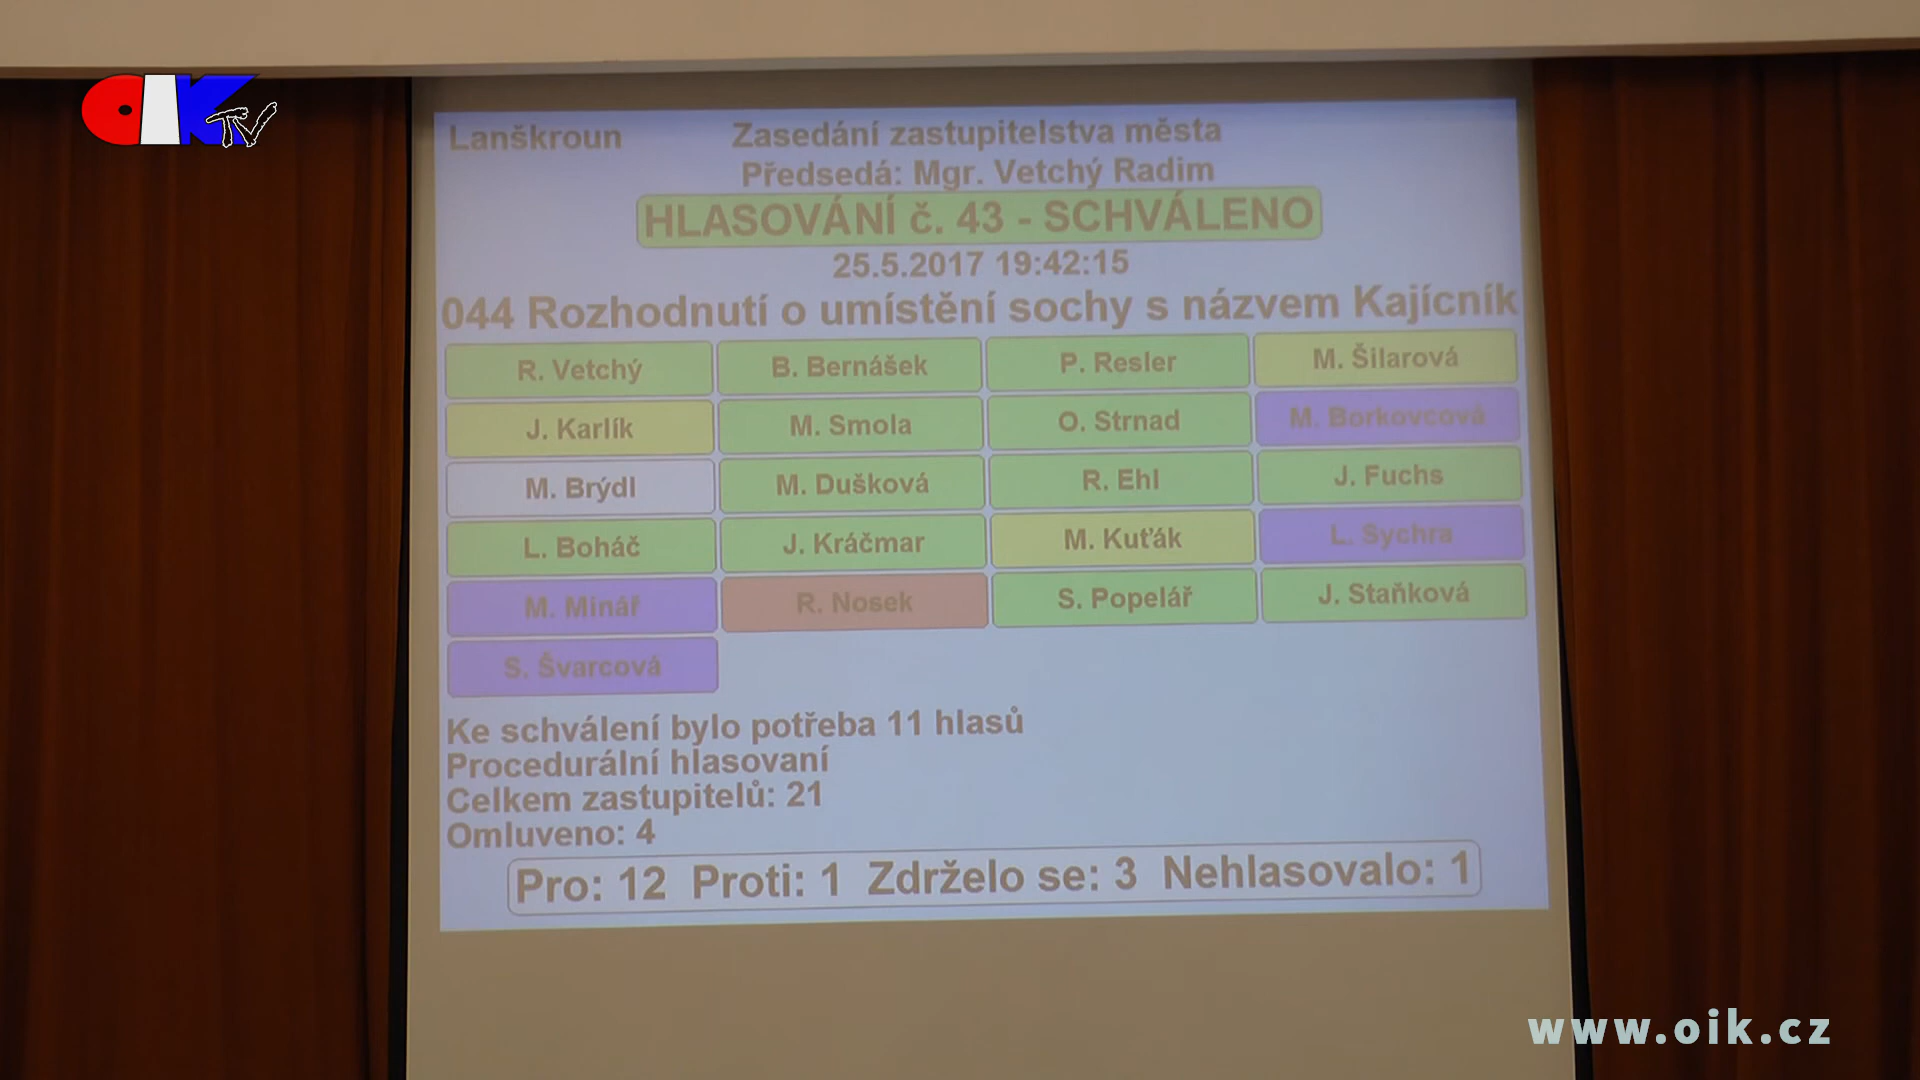 OIK TV
Lanškroun
Zasedání zastupitelstva města
Předsedá: Mgr. Vetchý Radim
HLASOVÁNÍ č. 43 - SCHVÁLENO
25.5.2017 19:42:15
044 Rozhodnutí o umístění sochy s názvem Kajícník
R. Vetchý B. Bernášek P. Resler M. Šilarová
J. Karlík M. Smola O. Strnad M. Borkovcová
M. Brýdl M. Dušková R. Ehl J. Fuchs
L. Boháč J. Kráčmar M. Kuťák L. Sychra
M. Minář R. Nosek S. Popelář J. Staňková
S. Švarcová
Ke schválení bylo potřeba 11 hlasů
Procedurální hlasovaní
Celkem zastupitelů: 21
Omluveno: 4
Pro: 12 Proti: 1 Zdrželo se: 3 Nehlasovalo: 1
www.oik.cz